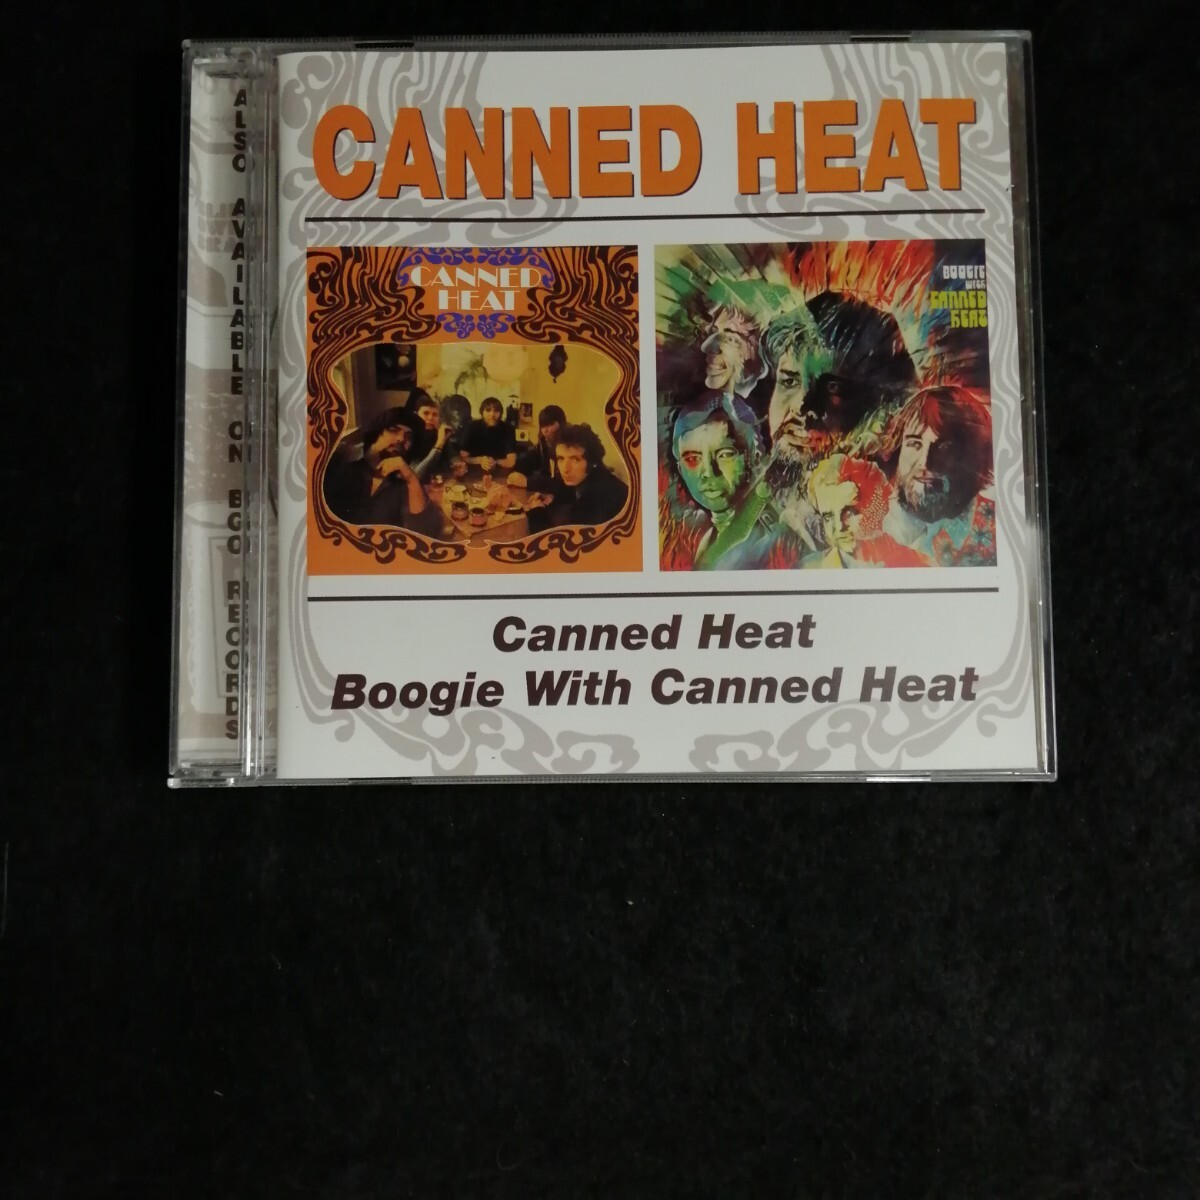 CANNED HEAT
CANNED
HEAT
BOOGIE
WITH
CANNED
HEAT
Canned Heat
Boogie With Canned Heat
ALSO AVAILABLE ON BGO RECORDS